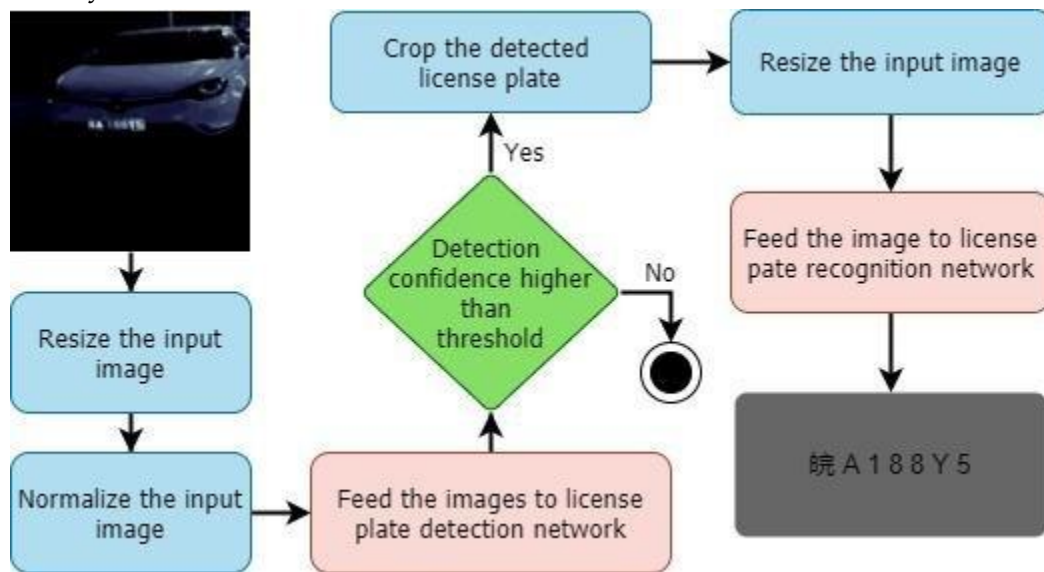 Resize the input
image
Normalize the input
image
Feed the images to license
plate detection network
Detection
confidence higher
than
threshold
Yes
No
Crop the detected
license plate
Resize the input image
Feed the image to license
pate recognition network
皖 A 1 8 8 Y 5